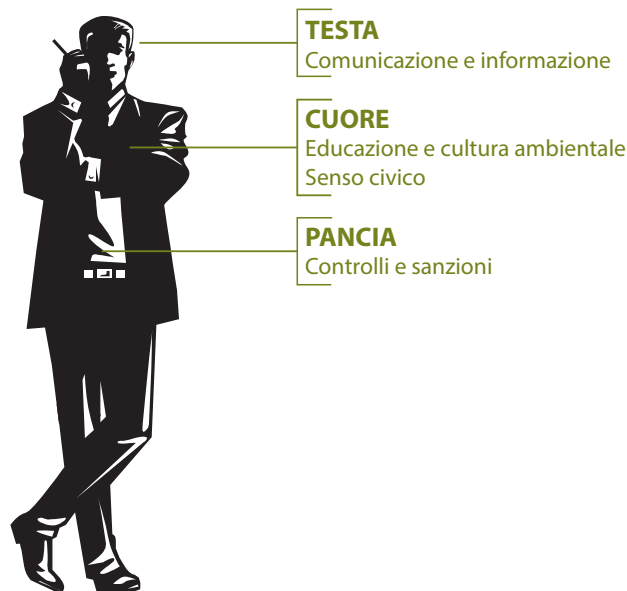 TESTA
Comunicazione e informazione
CUORE
Educazione e cultura ambientale
Senso civico
PANCIA
Controlli e sanzioni